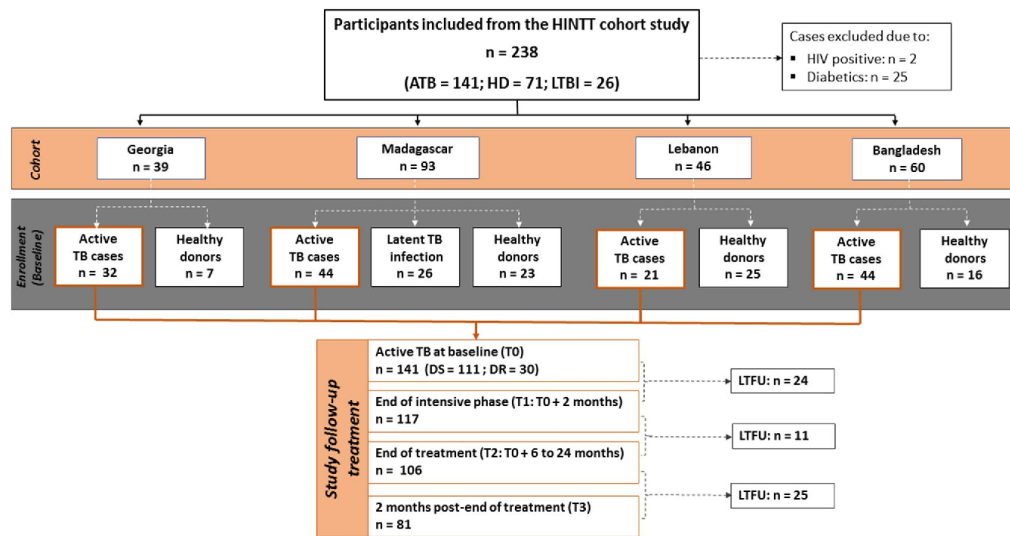 Participants included from the HINTT cohort study
n = 238
(ATB = 141; HD = 71; LTBI = 26)
Cases excluded due to:
▪ HIV positive: n = 2
▪ Diabetics: n = 25
Cohort
Georgia
n = 39
Madagascar
n = 93
Lebanon
n = 46
Bangladesh
n = 60
Enrollment
(Baseline)
Active
TB cases
n = 32
Healthy
donors
n = 7
Active
TB cases
n = 44
Latent TB
infection
n = 26
Healthy
donors
n = 23
Active
TB cases
n = 21
Healthy
donors
n = 25
Active
TB cases
n = 44
Healthy
donors
n = 16
Study follow-up
treatment
Active TB at baseline (T0)
n = 141 (DS = 111 ; DR = 30)
End of intensive phase (T1: T0 + 2 months)
n = 117
End of treatment (T2: T0 + 6 to 24 months)
n = 106
2 months post-end of treatment (T3)
n = 81
LTFU: n = 24
LTFU: n = 11
LTFU: n = 25